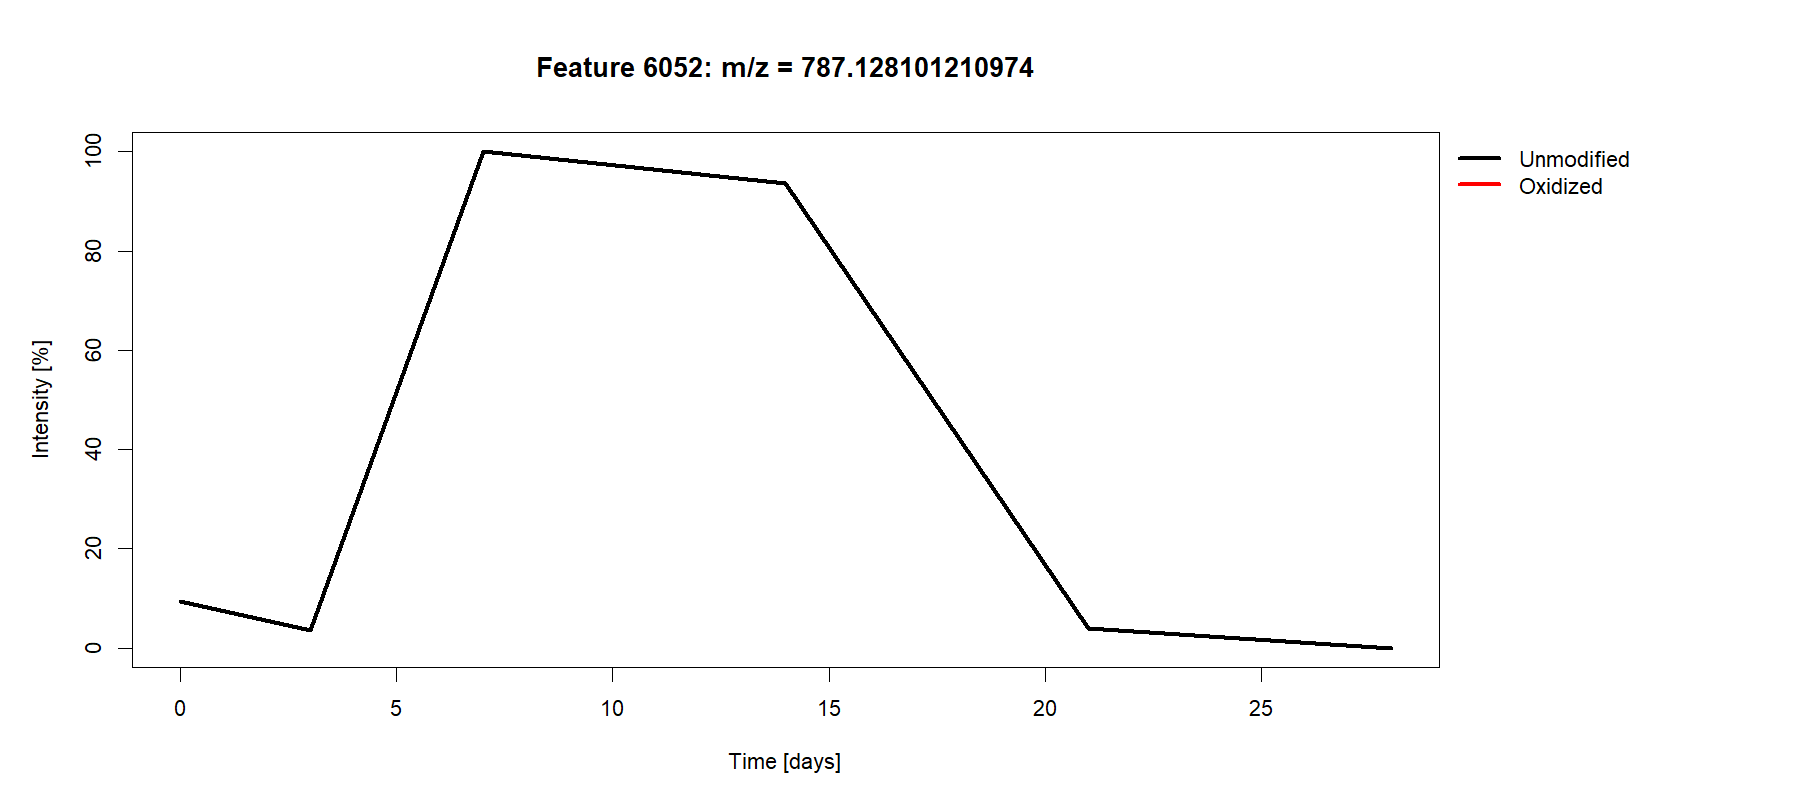 Feature 6052: m/z = 787.128101210974
Unmodified
Oxidized
Intensity [%]
100
80
60
40
20
0
0 5 10 15 20 25
Time [days]